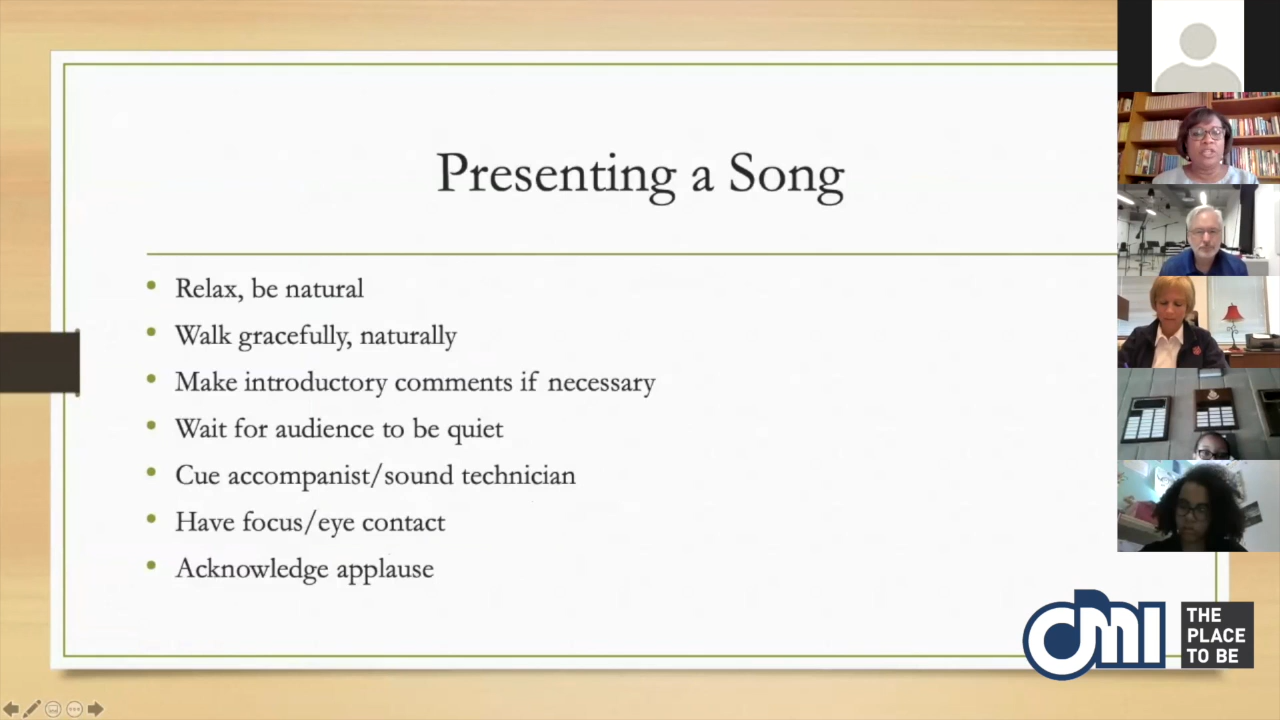 Presenting a Song
• Relax, be natural
• Walk gracefully, naturally
• Make introductory comments if necessary
• Wait for audience to be quiet
• Cue accompanist/sound technician
• Have focus/eye contact
• Acknowledge applause
cmi
THE
PLACE
TO BE